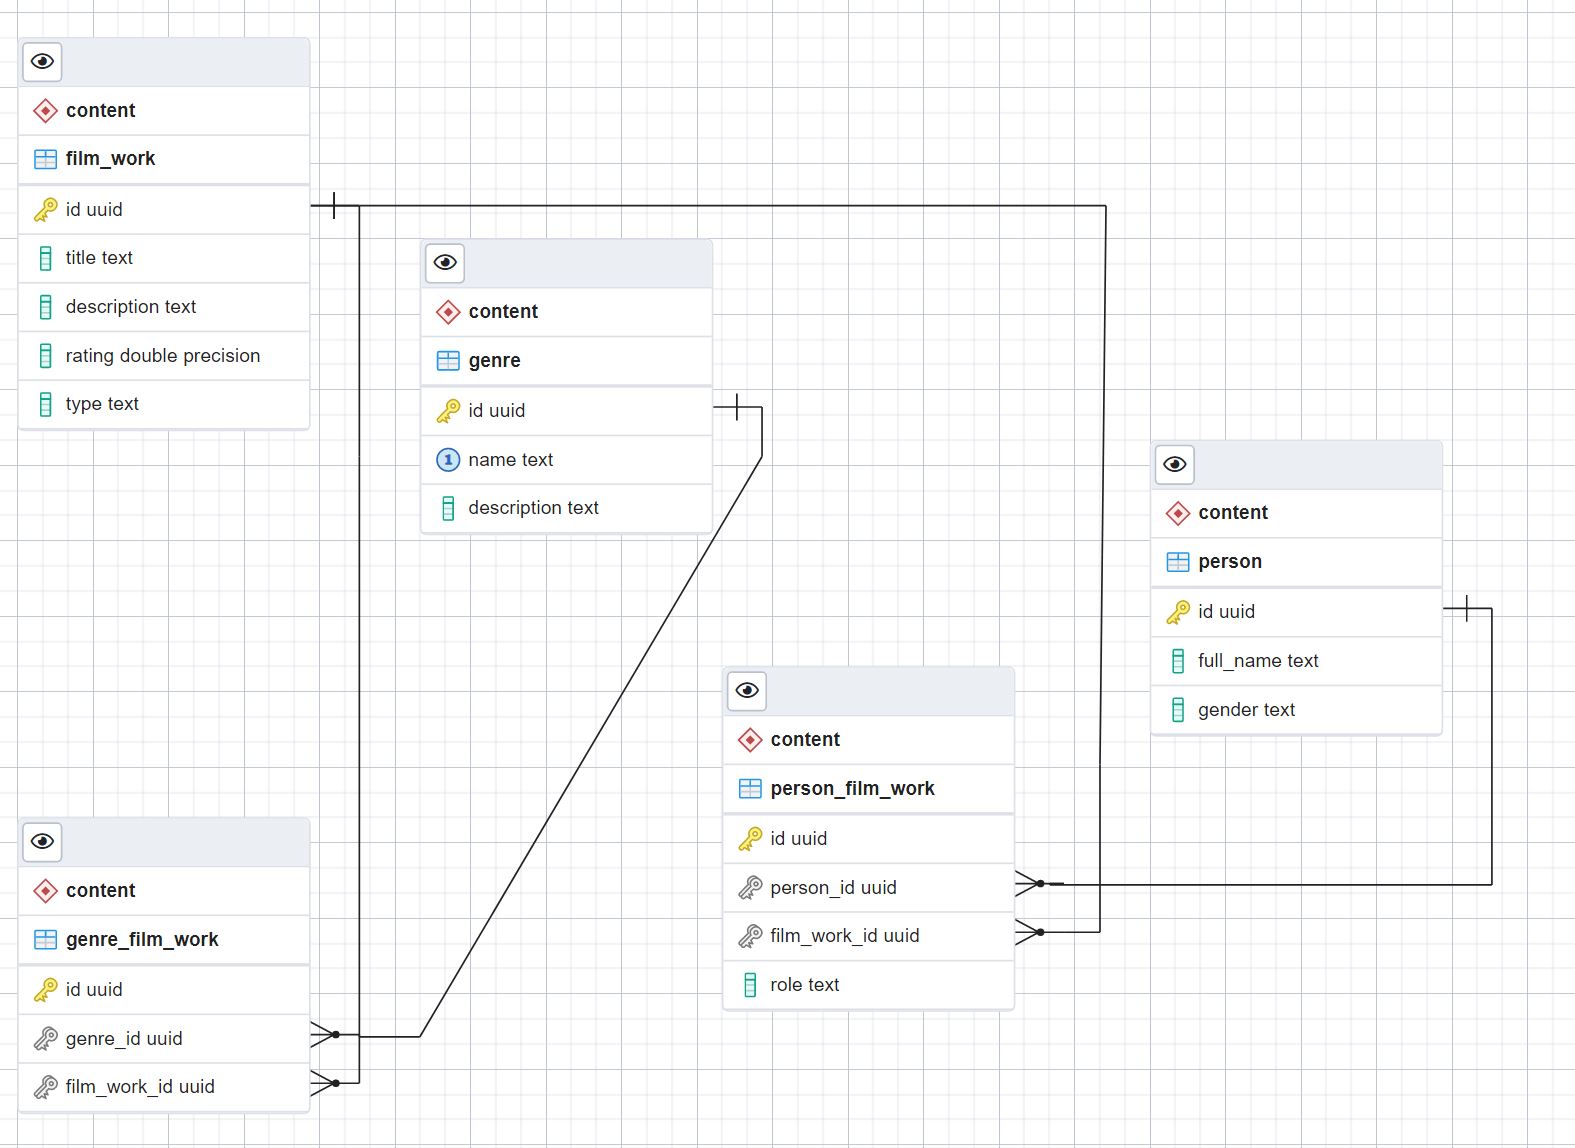 content
film_work
id uuid
title text
description text
rating double precision
type text
content
genre
id uuid
1 name text
description text
content
person
id uuid
full_name text
gender text
content
person_film_work
id uuid
person_id uuid
film_work_id uuid
role text
content
genre_film_work
id uuid
genre_id uuid
film_work_id uuid